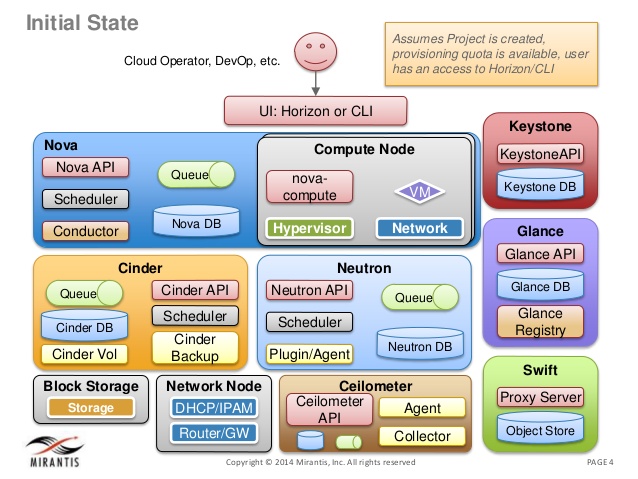 Initial State
Assumes Project is created,
provisioning quota is available, user
has an access to Horizon/CLI
Cloud Operator, DevOp, etc.
UI: Horizon or CLI
Nova
Nova API
Scheduler
Conductor
Queue
Nova DB
Compute Node
nova-
compute
VM
Hypervisor
Network
Keystone
KeystoneAPI
Keystone DB
Cinder
Queue
Cinder DB
Cinder Vol
Cinder API
Scheduler
Cinder
Backup
Neutron
Neutron API
Scheduler
Plugin/Agent
Queue
Neutron DB
Glance
Glance API
Glance DB
Glance
Registry
Block Storage
Storage
Network Node
DHCP/IPAM
Router/GW
Ceilometer
Ceilometer
API
Agent
Collector
Swift
Proxy Server
Object Store
MIRANTIS
Copyright © 2014 Mirantis, Inc. All rights reserved
PAGE 4